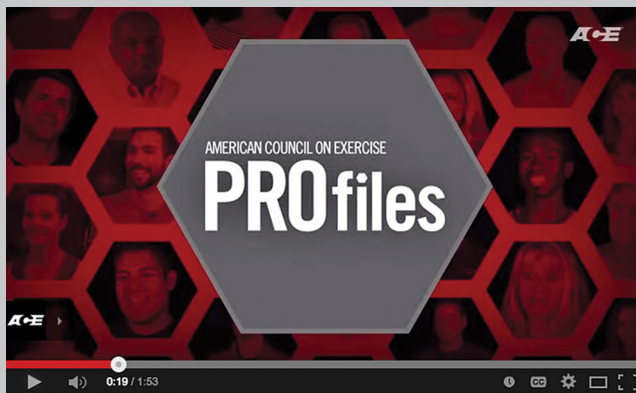 ACE
AMERICAN COUNCIL ON EXERCISE
PROfiles
ACE
0:19 / 1:53
CC